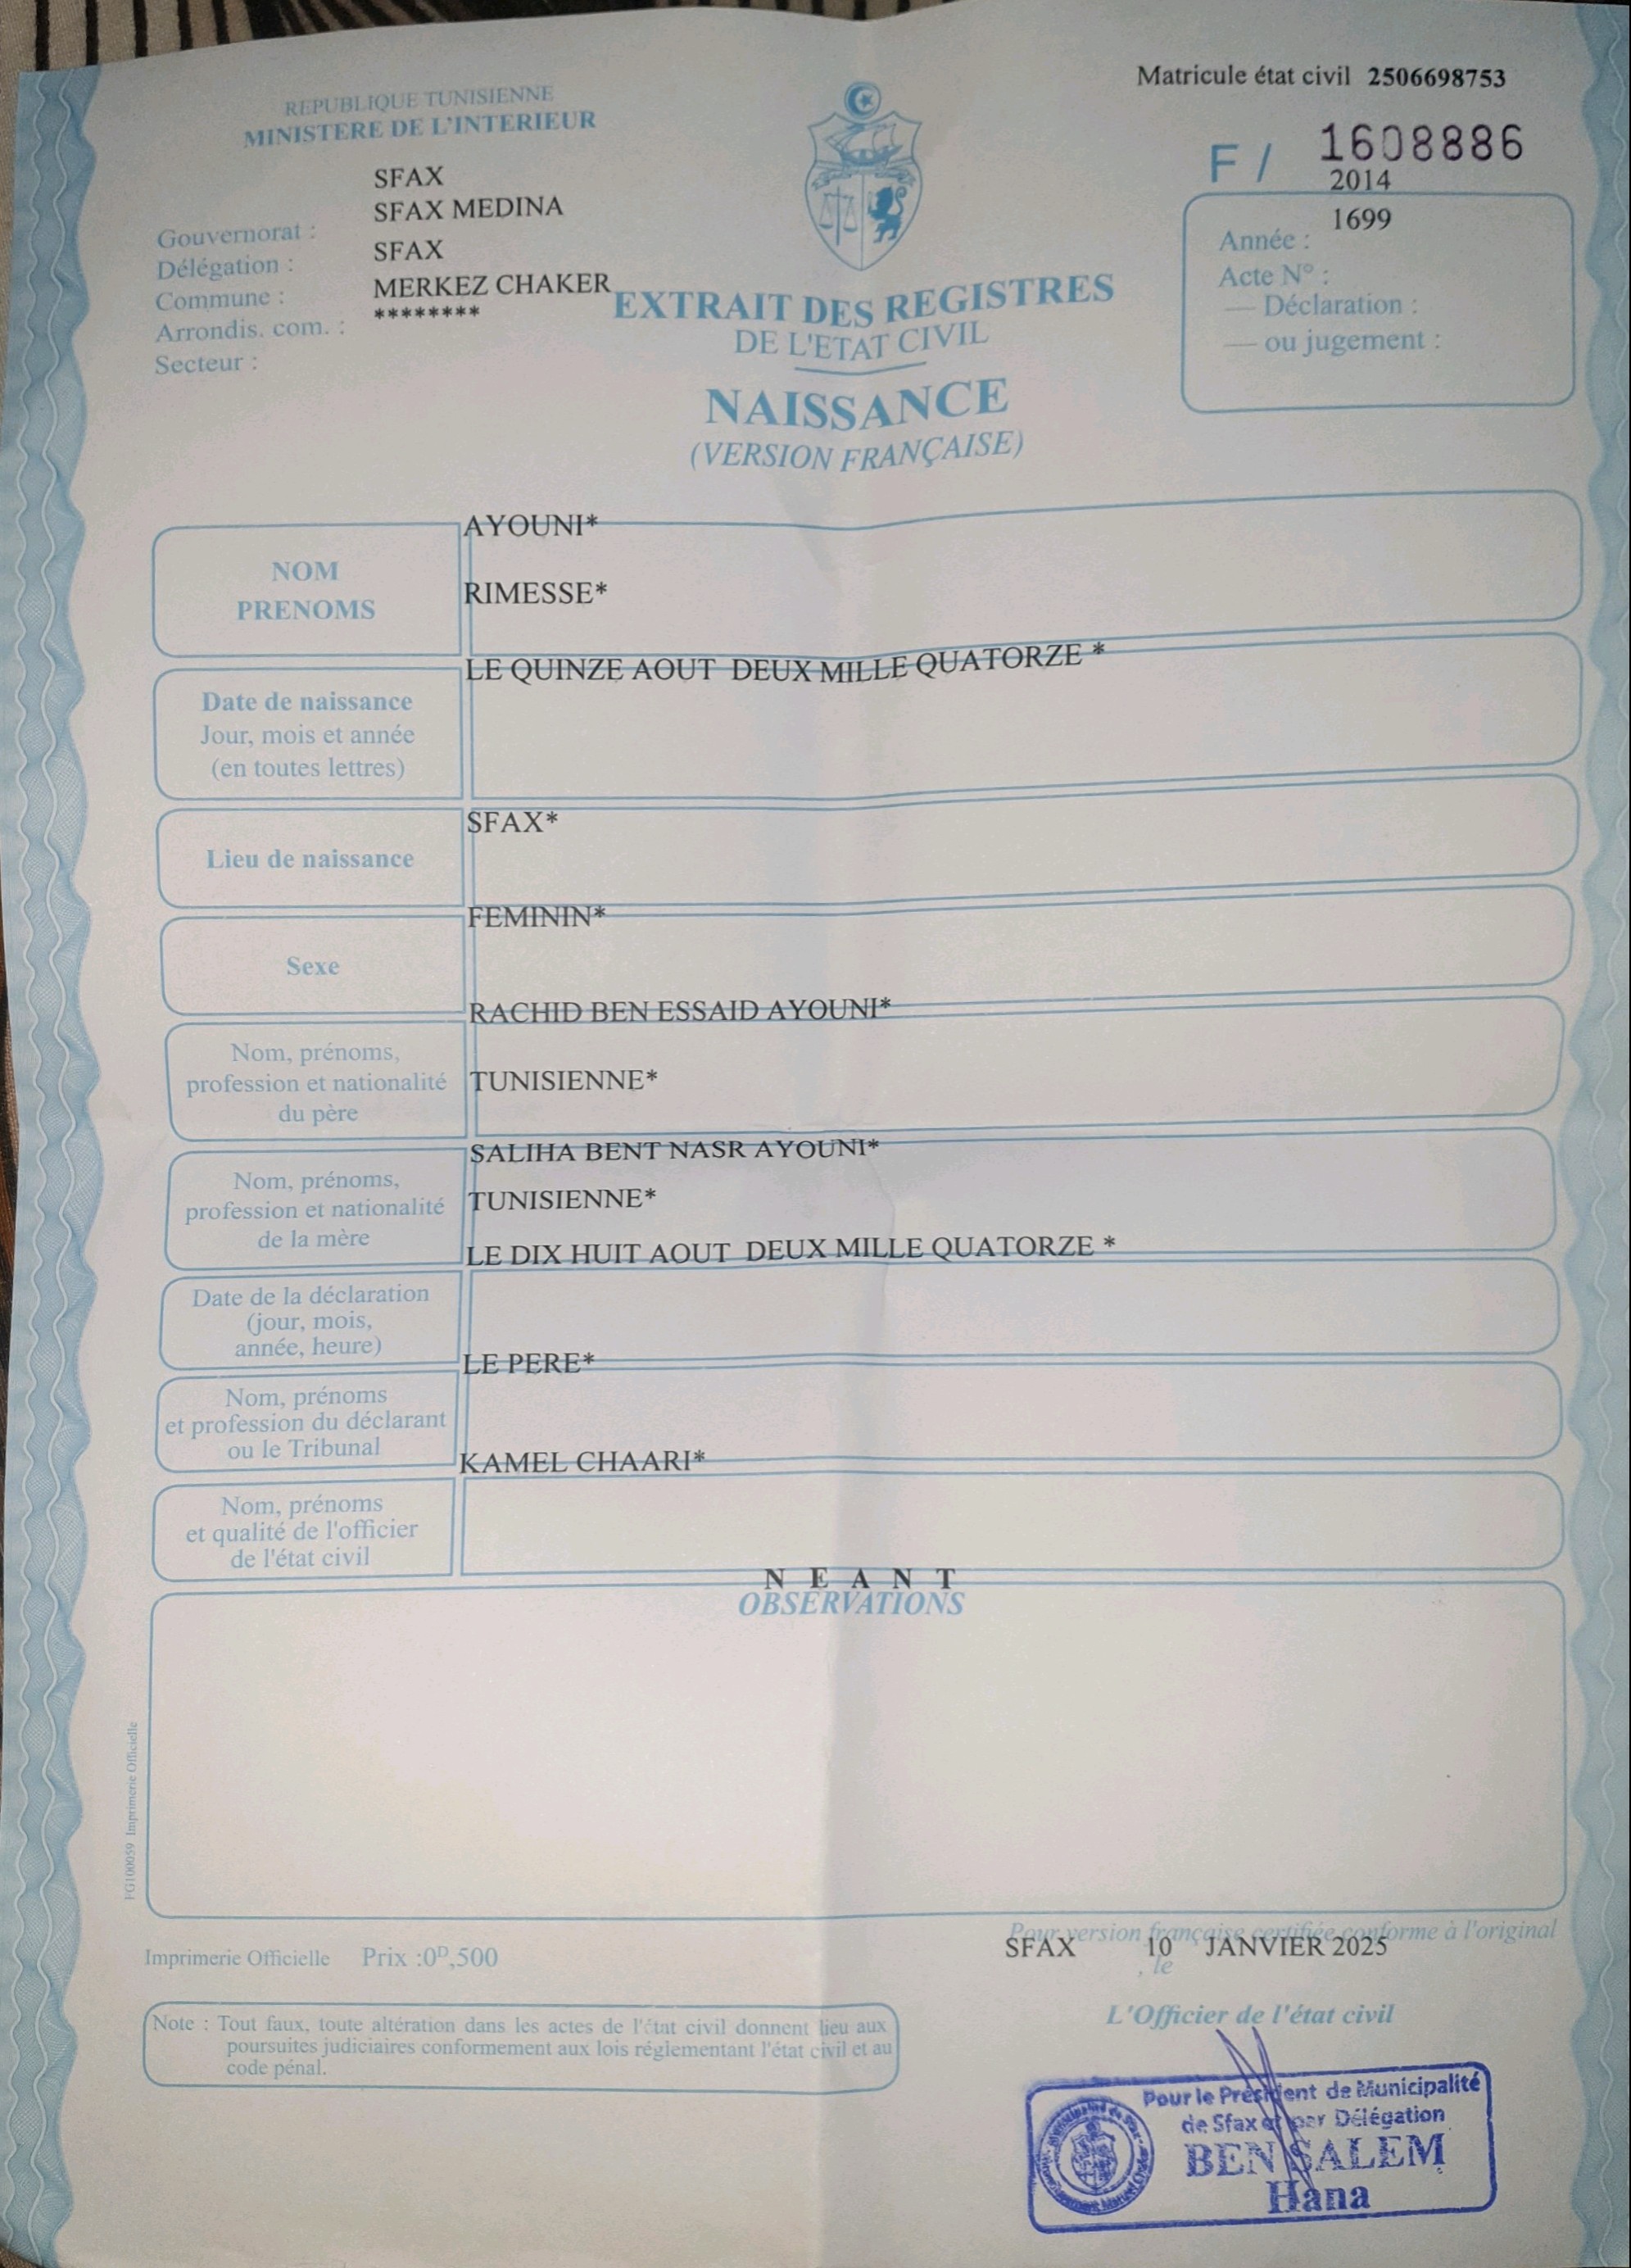 Matricule état civil 2506698753
REPUBLIQUE TUNISIENNE
MINISTERE DE L'INTERIEUR
F / 1608886
2014
1699
Année :
Acte N° :
— Déclaration :
— ou jugement :
SFAX
SFAX MEDINA
SFAX
MERKEZ CHAKER
********
Gouvernorat :
Délégation :
Commune :
Arrondis. com. :
Secteur :
EXTRAIT DES REGISTRES
DE L'ETAT CIVIL
NAISSANCE
(VERSION FRANÇAISE)
NOM
PRENOMS
AYOUNI*
RIMESSE*
LE QUINZE AOUT DEUX MILLE QUATORZE *
Date de naissance
Jour, mois et année
(en toutes lettres)
SFAX*
Lieu de naissance
FEMININ*
Sexe
RACHID BEN ESSAID AYOUNI*
Nom, prénoms,
profession et nationalité
du père
TUNISIENNE*
SALIHA BENT NASR AYOUNI*
Nom, prénoms,
profession et nationalité
de la mère
TUNISIENNE*
LE DIX HUIT AOUT DEUX MILLE QUATORZE *
Date de la déclaration
(jour, mois,
année, heure)
LE PERE*
Nom, prénoms
et profession du déclarant
ou le Tribunal
KAMEL CHAARI*
Nom, prénoms
et qualité de l'officier
de l'état civil
N E A N T
OBSERVATIONS
FG100059 Imprimerie Officielle
Imprimerie Officielle Prix :0ᴰ,500
Pour version française certifiée conforme à l'original
SFAX 10 JANVIER 2025
, le
L'Officier de l'état civil
Note : Tout faux, toute altération dans les actes de l'état civil donnent lieu aux
poursuites judiciaires conformement aux lois réglementant l'état civil et au
code pénal.
Pour le Président de Municipalité
de Sfax et par Délégation
BEN SALEM
Hana